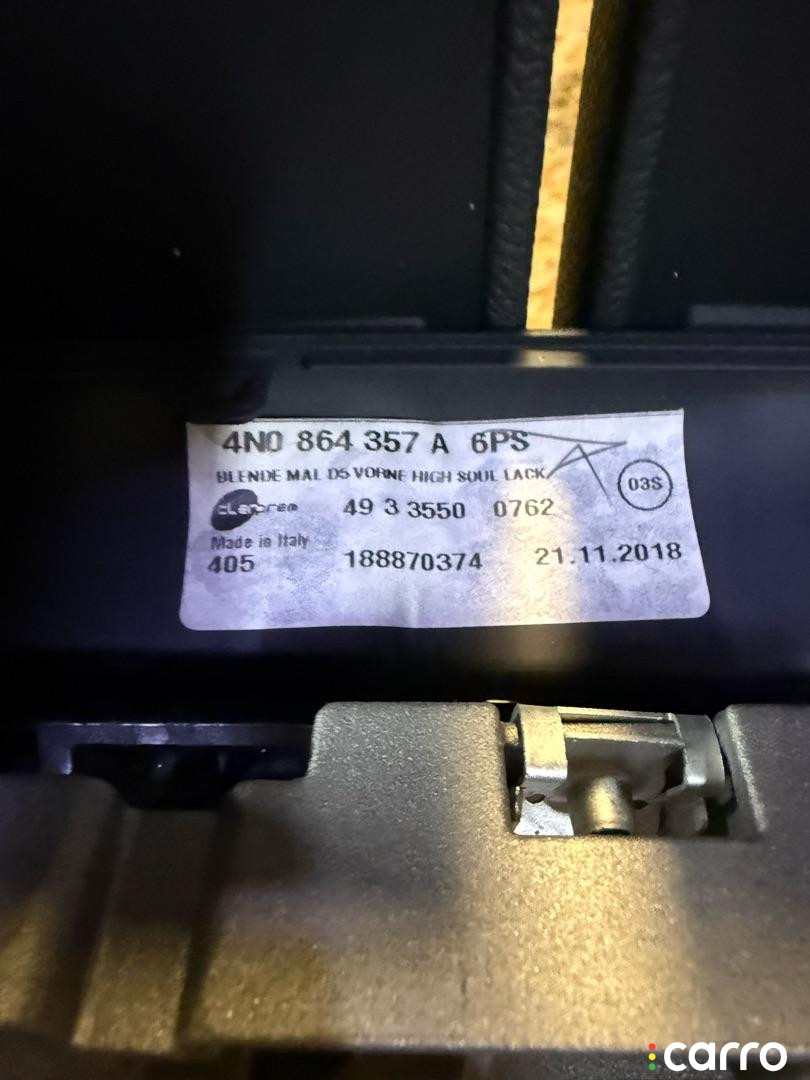 4N0 864 357 A 6PS
BLENDE MAL D5 VORNE HIGH SOUL LACK
03S
cLerprem 49 3 3550 0762
Made in Italy
405 188870374 21.11.2018
carro